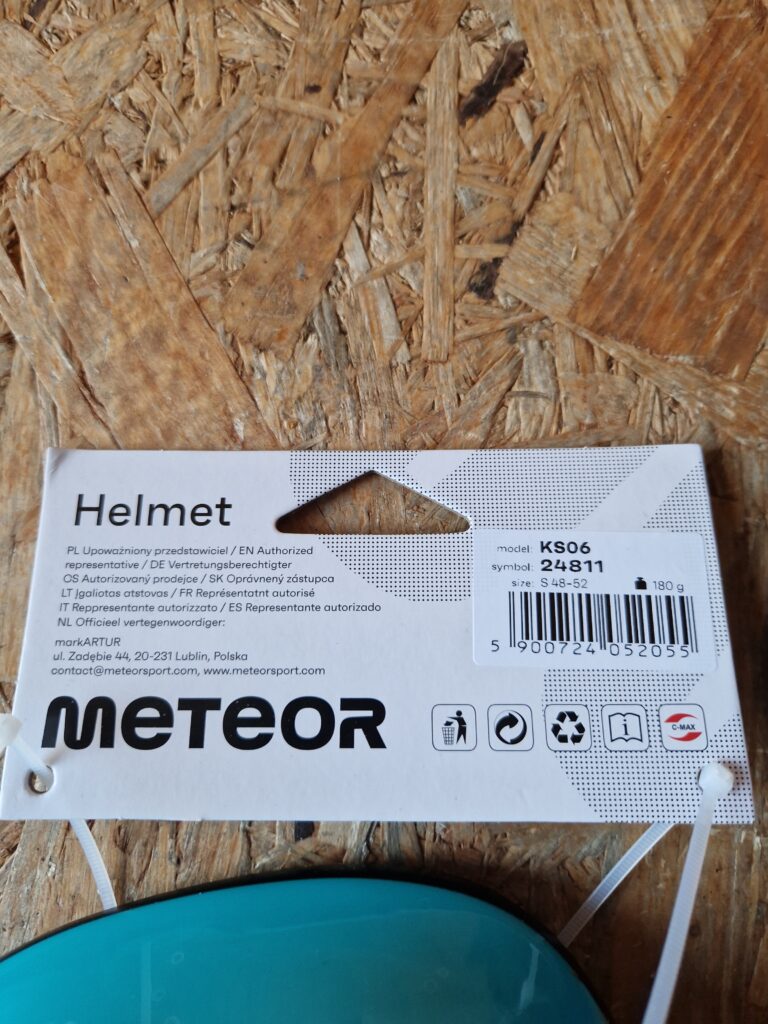 Helmet
PL Upoważniony przedstawiciel / EN Authorized
representative / DE Vertretungsberechtigter
CS Autorizovaný prodejce / SK Oprávnený zástupca
LT Įgaliotas atstovas / FR Représentatnt autorisé
IT Reppresentante autorizzato / ES Representante autorizado
NL Officieel vertegenwoordiger:
markARTUR
ul. Zadębie 44, 20-231 Lublin, Polska
contact@meteorsport.com, www.meteorsport.com
METEOR
model: KS06
symbol: 24811
size: S 48-52 180 g
5 900724 052055
C-MAX